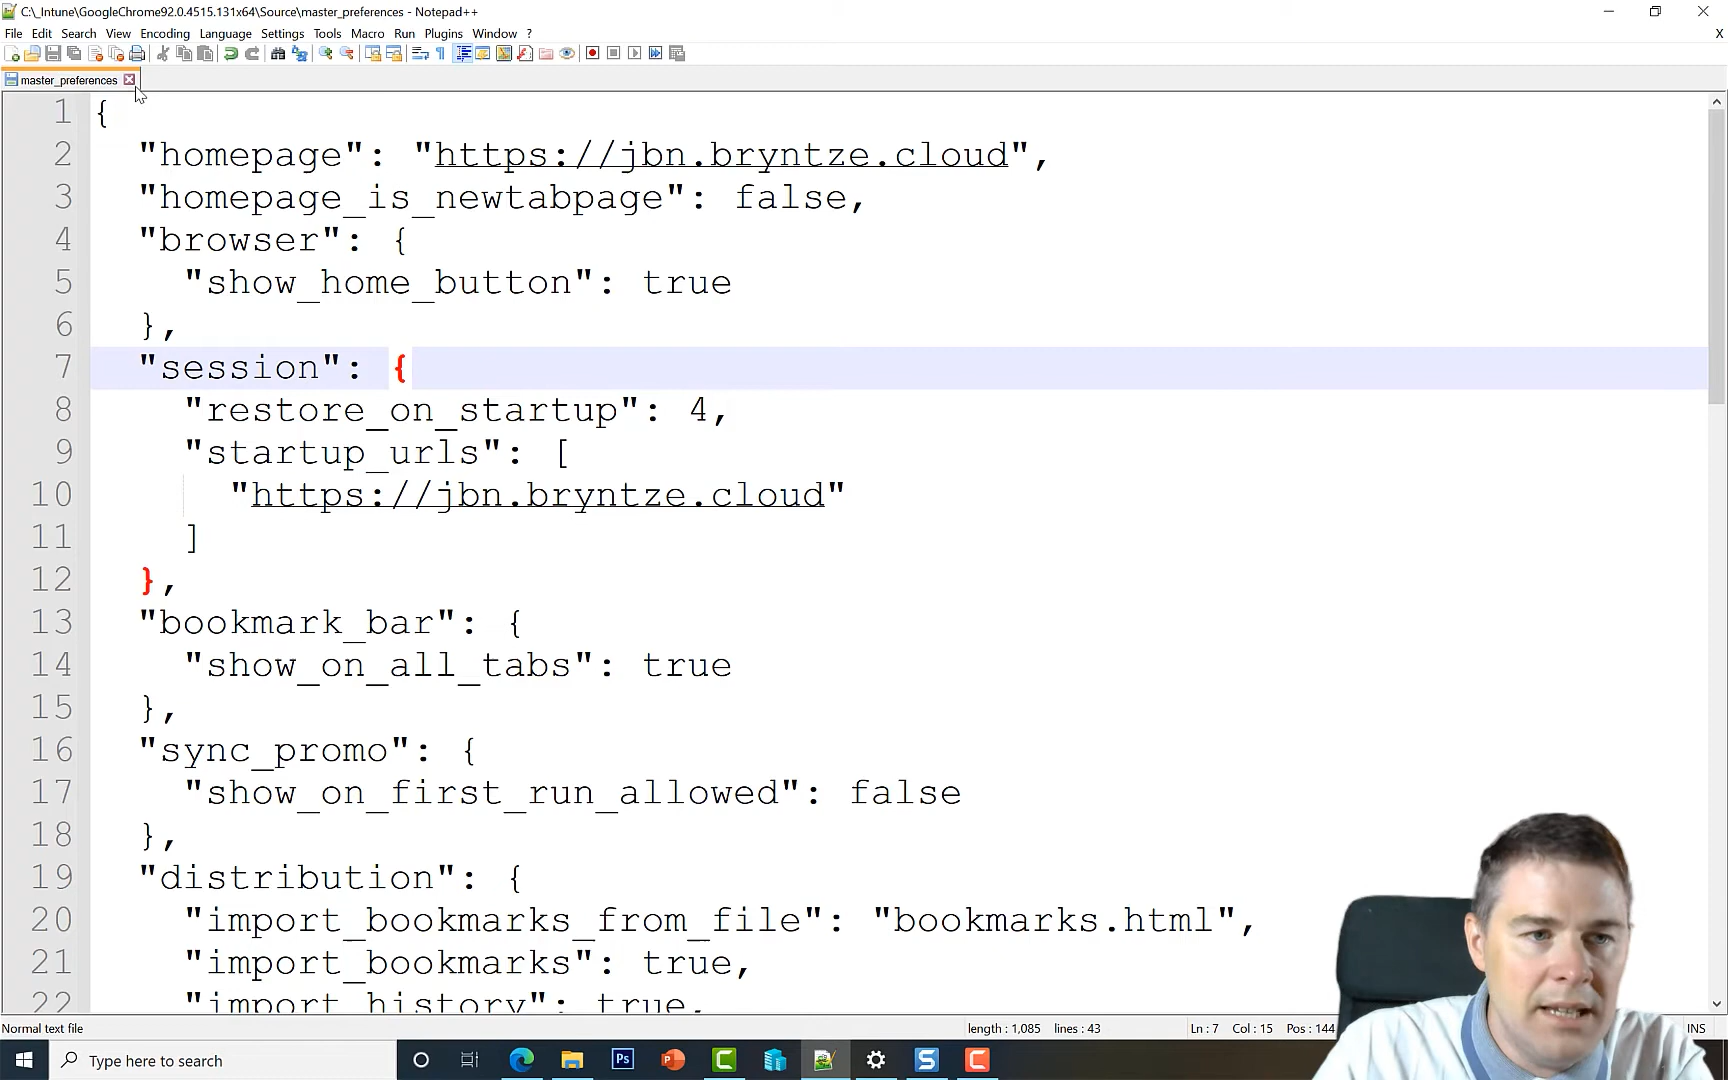 C:\_Intune\GoogleChrome92.0.4515.131x64\Source\master_preferences - Notepad++
File Edit Search View Encoding Language Settings Tools Macro Run Plugins Window ? X
master_preferences
1 {
2 "homepage": "https://jbn.bryntze.cloud",
3 "homepage_is_newtabpage": false,
4 "browser": {
5 "show_home_button": true
6 },
7 "session": {
8 "restore_on_startup": 4,
9 "startup_urls": [
10 "https://jbn.bryntze.cloud"
11 ]
12 },
13 "bookmark_bar": {
14 "show_on_all_tabs": true
15 },
16 "sync_promo": {
17 "show_on_first_run_allowed": false
18 },
19 "distribution": {
20 "import_bookmarks_from_file": "bookmarks.html",
21 "import_bookmarks": true,
22 "import_history": true,
Normal text file length : 1,085 lines : 43 Ln : 7 Col : 15 Pos : 144 INS
Type here to search Ps P C S C